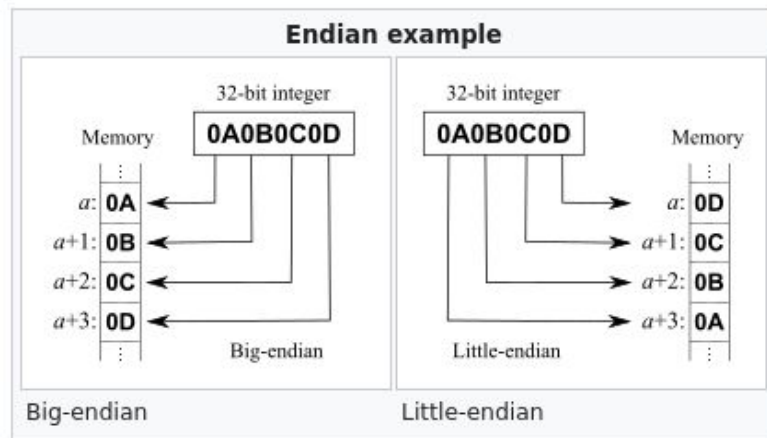 Endian example
32-bit integer
0A0B0C0D
Memory
⋮
a: 0A
a+1: 0B
a+2: 0C
a+3: 0D
⋮
Big-endian
Big-endian
32-bit integer
0A0B0C0D
Memory
⋮
a: 0D
a+1: 0C
a+2: 0B
a+3: 0A
⋮
Little-endian
Little-endian